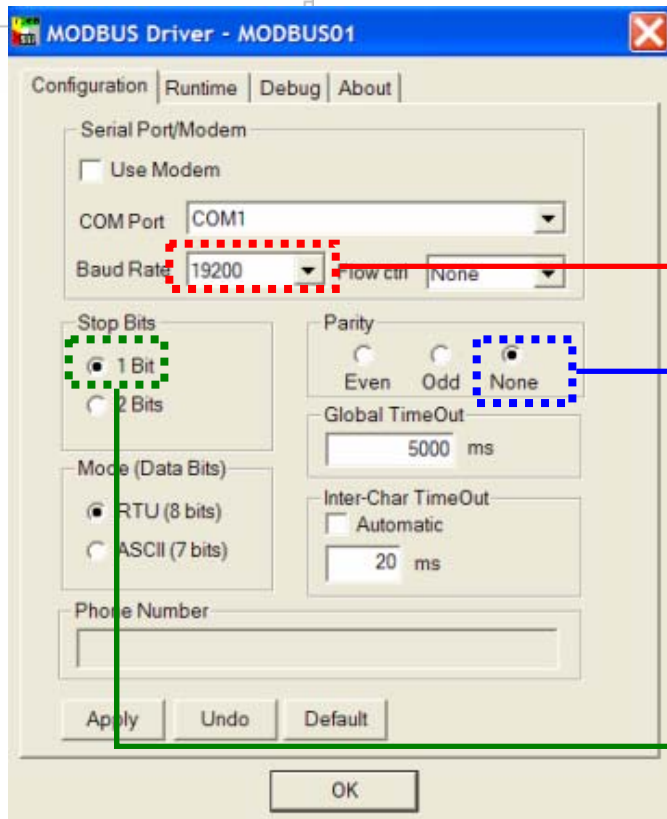 MODBUS Driver - MODBUS01
Configuration Runtime Debug About
Serial Port/Modem
Use Modem
COM Port COM1
Baud Rate 19200 Flow ctrl None
Stop Bits
1 Bit
2 Bits
Parity
Even Odd None
Global TimeOut
5000 ms
Mode (Data Bits)
RTU (8 bits)
ASCII (7 bits)
Inter-Char TimeOut
Automatic
20 ms
Phone Number
Apply Undo Default
OK